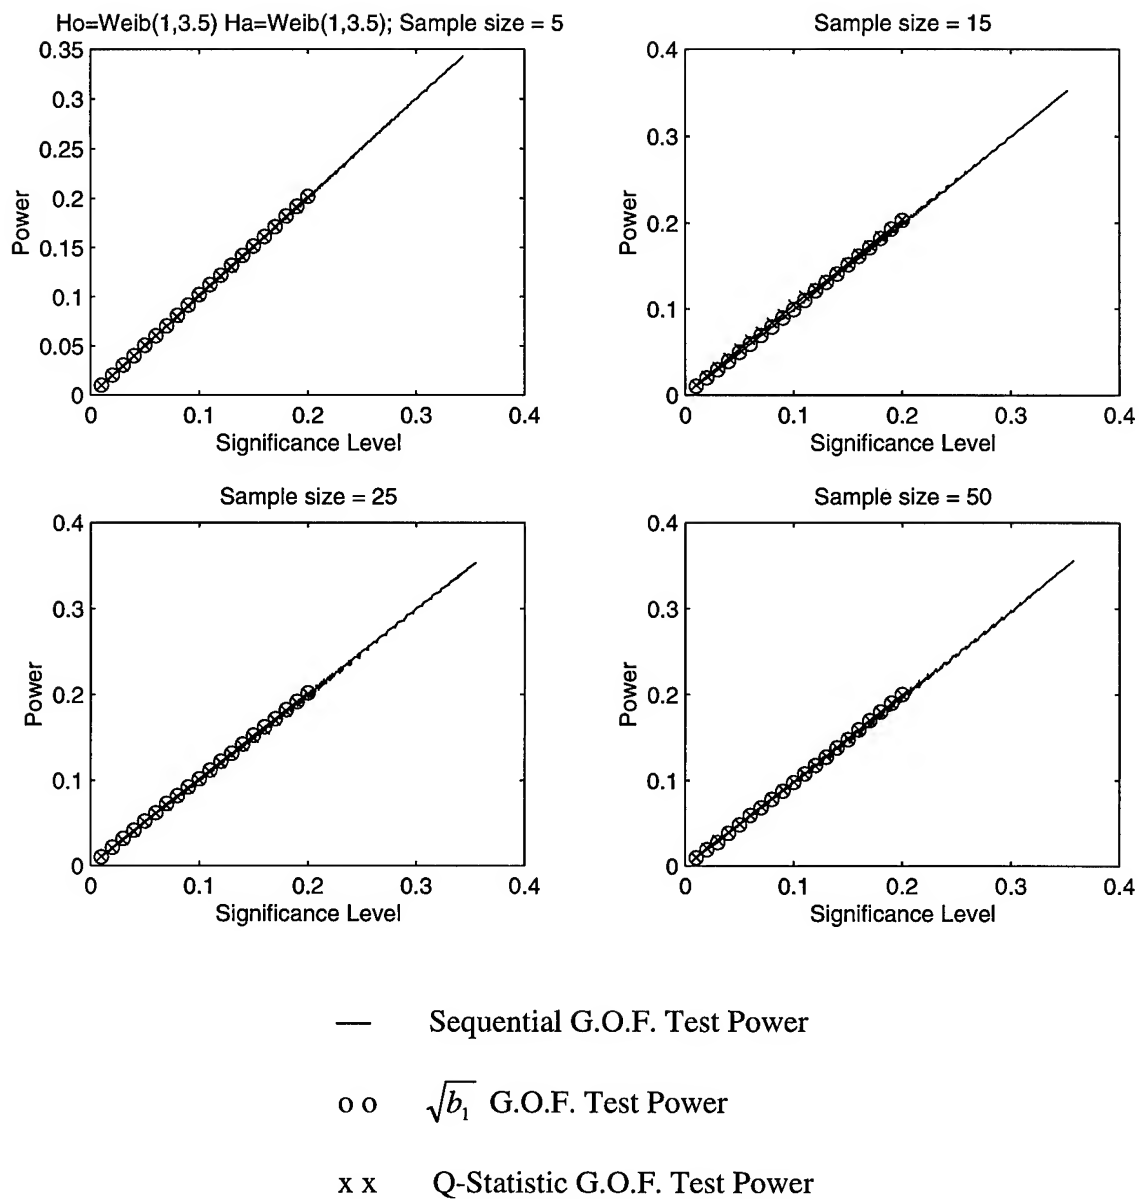 Ho=Weib(1,3.5) Ha=Weib(1,3.5); Sample size = 5
0.35
0.3
0.25
0.2
0.15
0.1
0.05
0
Power
0 0.1 0.2 0.3 0.4
Significance Level
Sample size = 15
0.4
0.3
0.2
0.1
0
Power
0 0.1 0.2 0.3 0.4
Significance Level
Sample size = 25
0.4
0.3
0.2
0.1
0
Power
0 0.1 0.2 0.3 0.4
Significance Level
Sample size = 50
0.4
0.3
0.2
0.1
0
Power
0 0.1 0.2 0.3 0.4
Significance Level
— Sequential G.O.F. Test Power
o o √b₁ G.O.F. Test Power
x x Q-Statistic G.O.F. Test Power